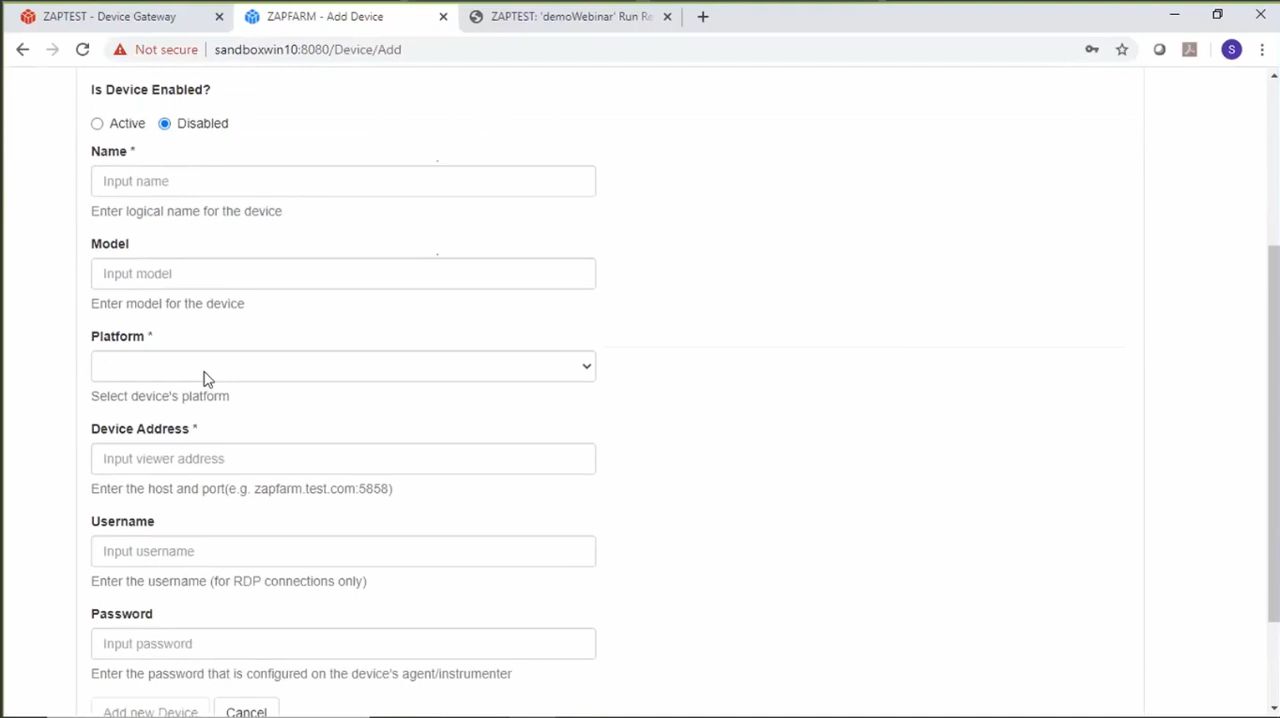 ZAPTEST - Device Gateway
ZAPFARM - Add Device
ZAPTEST: 'demoWebinar' Run Re
Not secure
sandboxwin10:8080/Device/Add
S
Is Device Enabled?
Active
Disabled
Name *
Input name
Enter logical name for the device
Model
Input model
Enter model for the device
Platform *
Select device's platform
Device Address *
Input viewer address
Enter the host and port(e.g. zapfarm.test.com:5858)
Username
Input username
Enter the username (for RDP connections only)
Password
Input password
Enter the password that is configured on the device's agent/instrumenter
Add new Device
Cancel